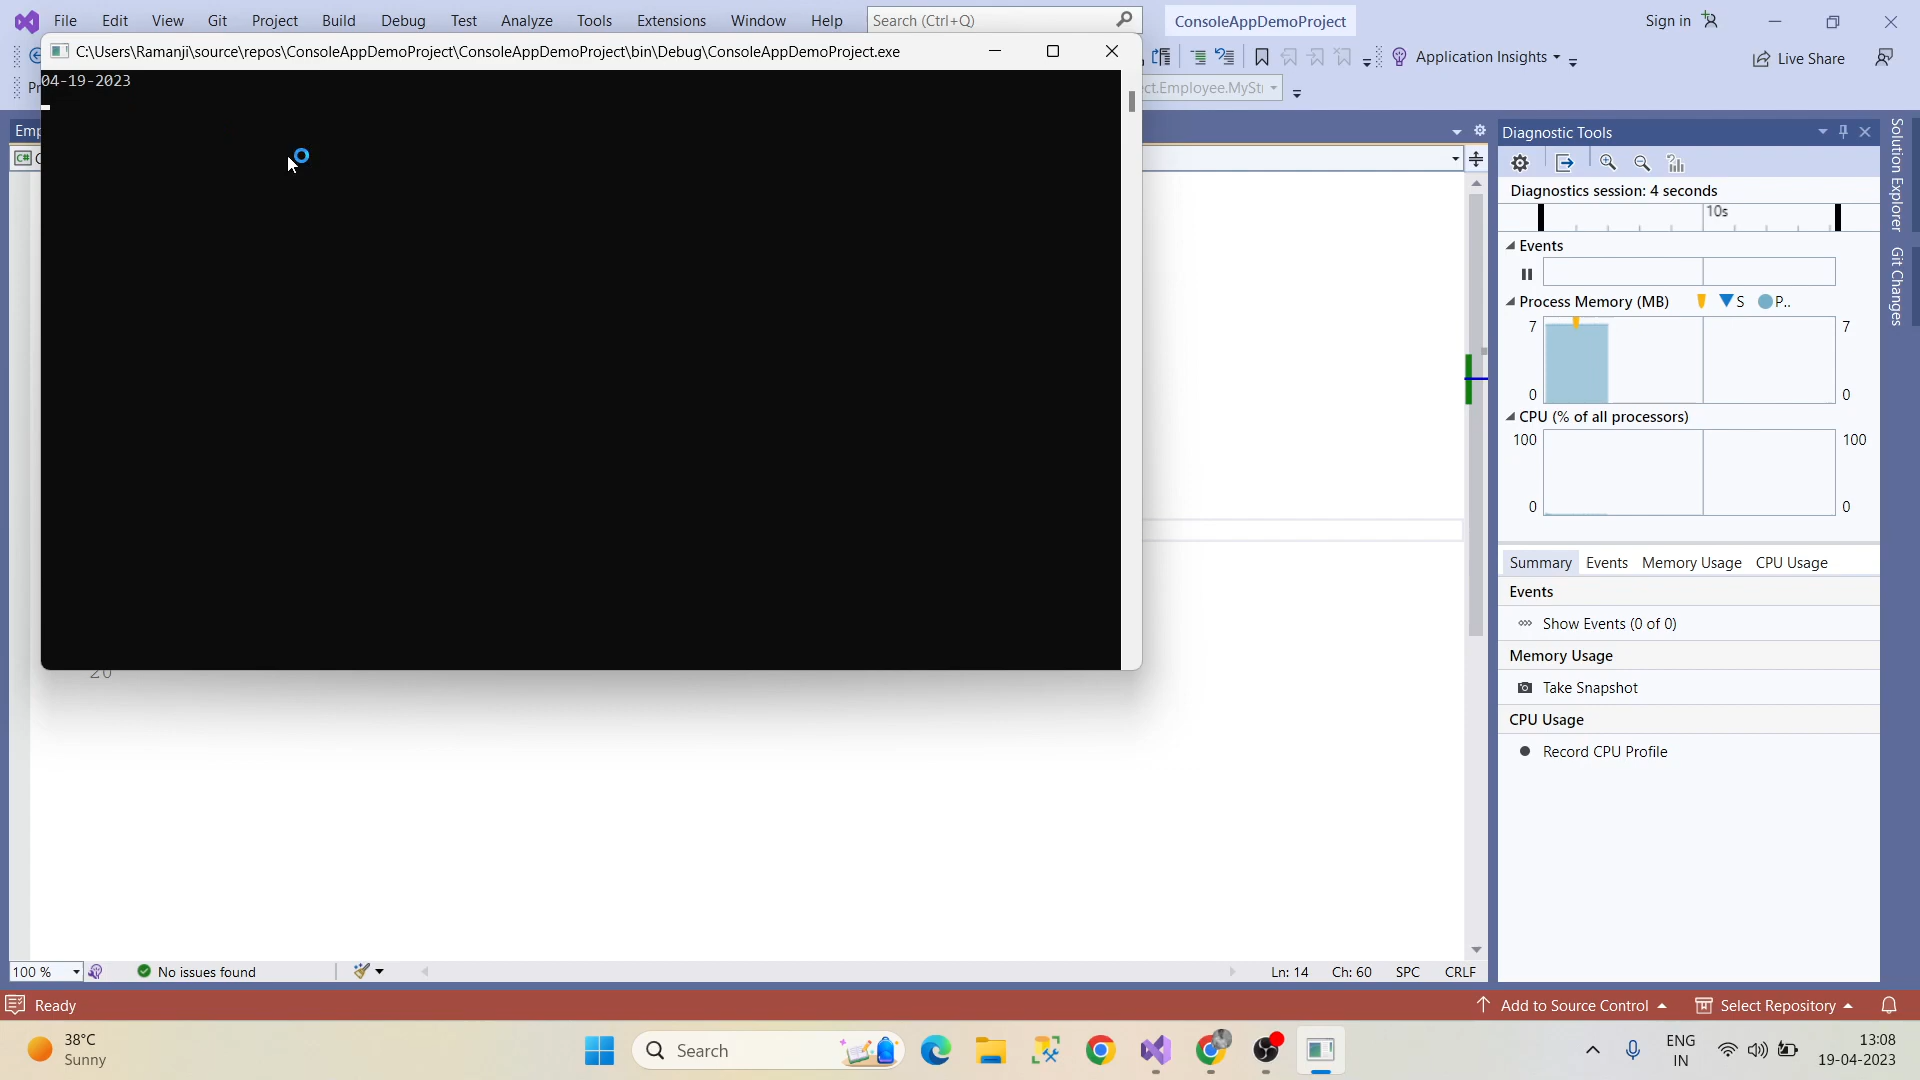 File Edit View Git Project Build Debug Test Analyze Tools Extensions Window Help Search (Ctrl+Q) ConsoleAppDemoProject Sign in
C:\Users\Ramanji\source\repos\ConsoleAppDemoProject\ConsoleAppDemoProject\bin\Debug\ConsoleAppDemoProject.exe
Application Insights Live Share
04-19-2023
Pr ct.Employee.MySt
Emp
Diagnostic Tools
C#
Diagnostics session: 4 seconds
10s
Events
Process Memory (MB) S P..
7 7
0 0
CPU (% of all processors)
100 100
0 0
Summary Events Memory Usage CPU Usage
Events
Show Events (0 of 0)
Memory Usage
Take Snapshot
CPU Usage
Record CPU Profile
Solution Explorer
Git Changes
20
100 % No issues found Ln: 14 Ch: 60 SPC CRLF
Ready Add to Source Control Select Repository
38°C
Sunny
Search
ENG
IN
13:08
19-04-2023